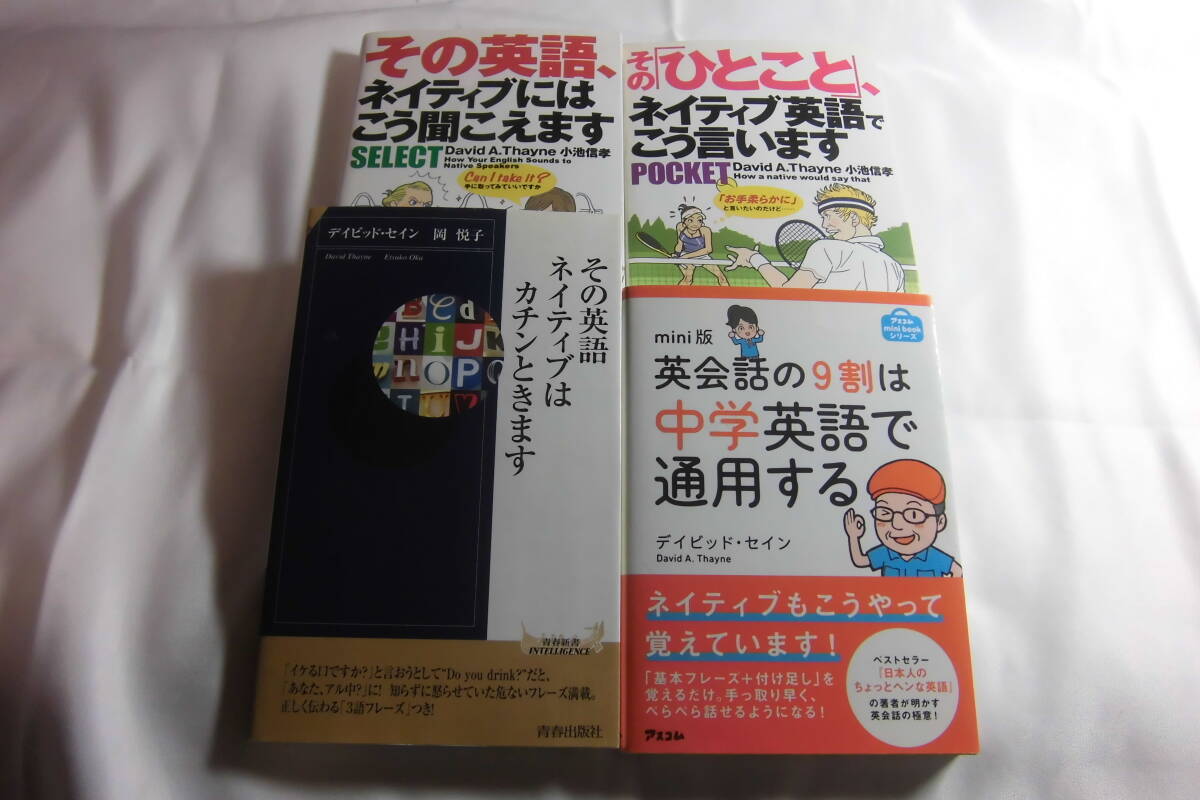 その英語、
ネイティブには
こう聞こえます
SELECT
David A.Thayne 小池信孝
How Your English Sounds to
Native Speakers
Can I take it?
手に取ってみていいですか
その「ひとこと」、
ネイティブ英語で
こう言います
POCKET
David A.Thayne 小池信孝
How a native would say that
「お手柔らかに」
と言いたいのだけど……
デイビッド・セイン 岡 悦子
David Thayne Etsuko Oka
その英語
ネイティブは
カチンときます
青春新書
INTELLIGENCE
「イケる口ですか?」と言おうとして“Do you drink?”だと、
「あなた、アル中?」に! 知らずに怒らせていた危ないフレーズ満載。
正しく伝わる「3語フレーズ」つき!
青春出版社
アスコム
mini book
シリーズ
mini版
英会話の9割は
中学英語で
通用する
デイビッド・セイン
David A. Thayne
ネイティブもこうやって
覚えています!
「基本フレーズ+付け足し」を
覚えるだけ。手っ取り早く、
ぺらぺら話せるようになる!
ベストセラー
『日本人の
ちょっとヘンな英語』
の著者が明かす
英会話の極意!
アスコム